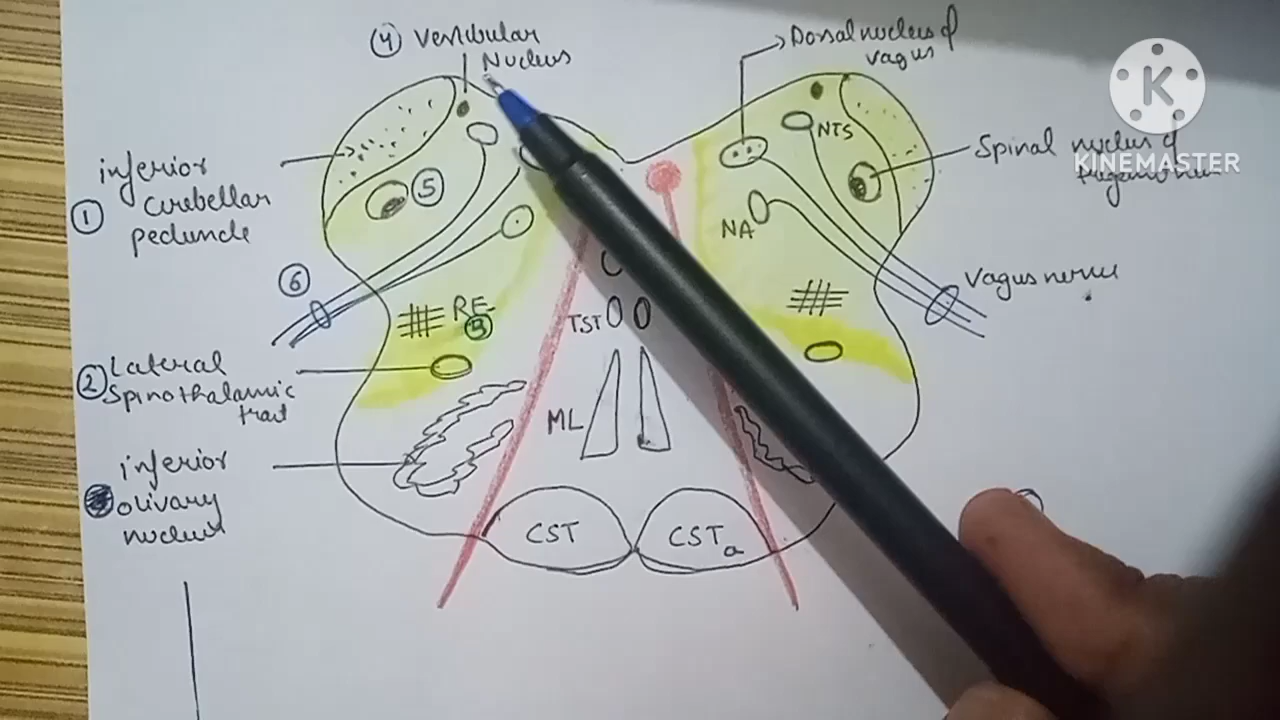 ④ Vestibular
Nucleus
Dorsal nucleus of
vagus
K
KINEMASTER
inferior
① Cerebellar
peduncle
⑤
NTS
Spinal nucleus of
NA
⑥
Vagus nerve
RF
③
TST
② Lateral
Spinothalamic
tract
ML
inferior
olivary
nucleus
CST
CSTa